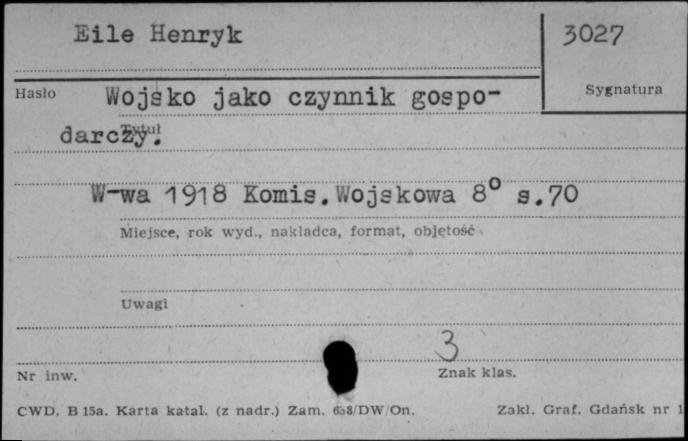 Eile Henryk
3027
Sygnatura
Hasło Wojsko jako czynnik gospo-
darczy.
Tytuł
W-wa 1918 Komis.Wojskowa 8° s.70
Miejsce, rok wyd., nakładca, format, objętość
Uwagi
3
Nr inw.
Znak klas.
CWD. B 15a. Karta katal. (z nadr.) Zam. /DW/On. Zakł. Graf. Gdańsk nr 1